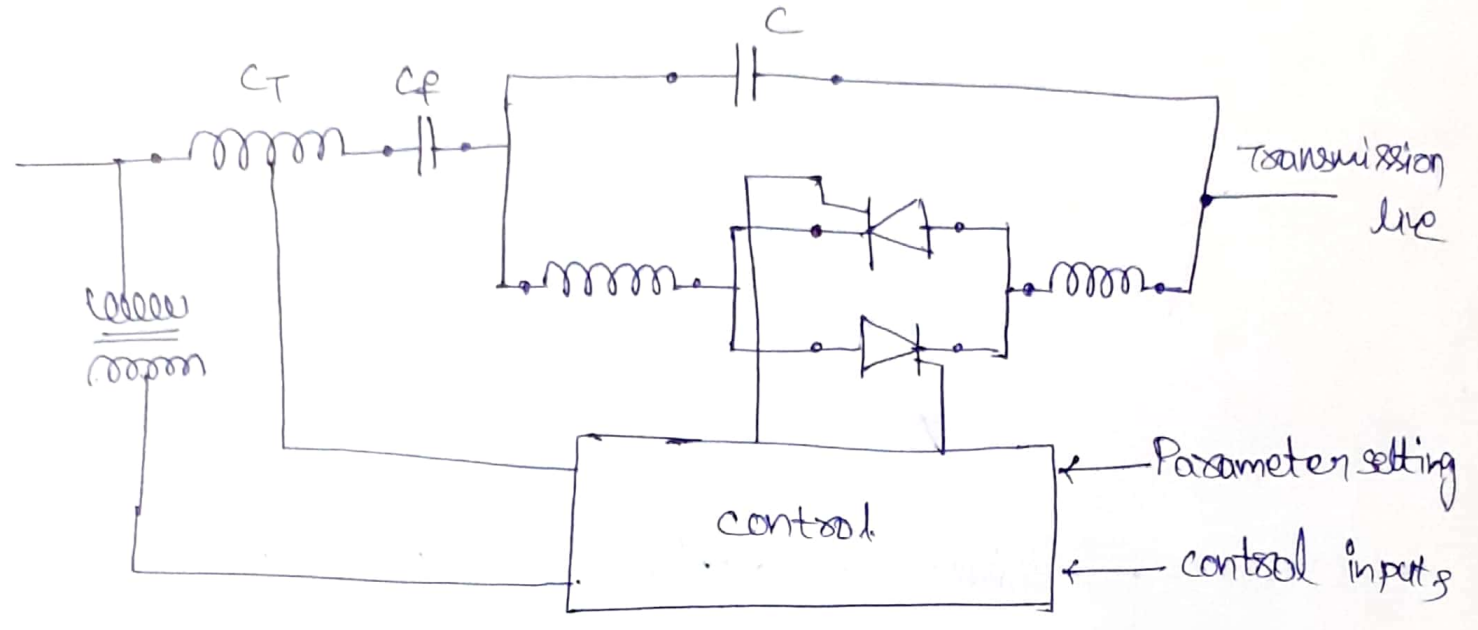 C
CT
Cf
Transmission
line
Parameter setting
control
control inputs